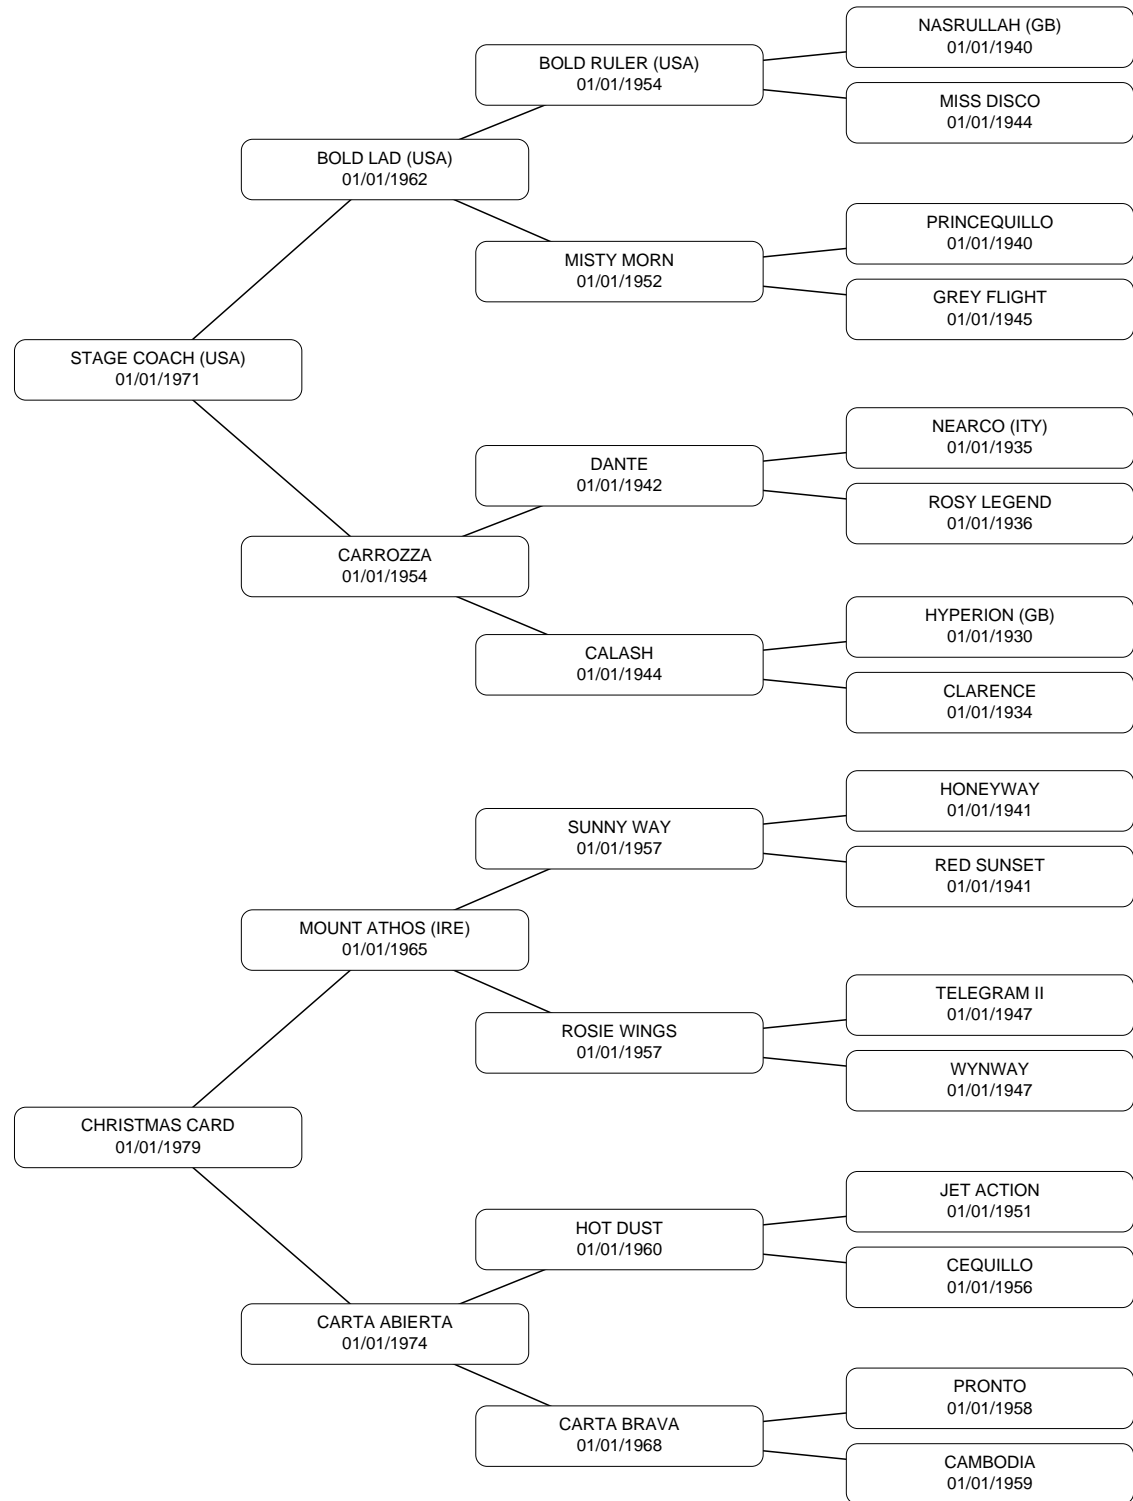 NASRULLAH (GB)
01/01/1940
BOLD RULER (USA)
01/01/1954
MISS DISCO
01/01/1944
BOLD LAD (USA)
01/01/1962
PRINCEQUILLO
01/01/1940
MISTY MORN
01/01/1952
GREY FLIGHT
01/01/1945
STAGE COACH (USA)
01/01/1971
NEARCO (ITY)
01/01/1935
DANTE
01/01/1942
ROSY LEGEND
01/01/1936
CARROZZA
01/01/1954
HYPERION (GB)
01/01/1930
CALASH
01/01/1944
CLARENCE
01/01/1934
HONEYWAY
01/01/1941
SUNNY WAY
01/01/1957
RED SUNSET
01/01/1941
MOUNT ATHOS (IRE)
01/01/1965
TELEGRAM II
01/01/1947
ROSIE WINGS
01/01/1957
WYNWAY
01/01/1947
CHRISTMAS CARD
01/01/1979
JET ACTION
01/01/1951
HOT DUST
01/01/1960
CEQUILLO
01/01/1956
CARTA ABIERTA
01/01/1974
PRONTO
01/01/1958
CARTA BRAVA
01/01/1968
CAMBODIA
01/01/1959